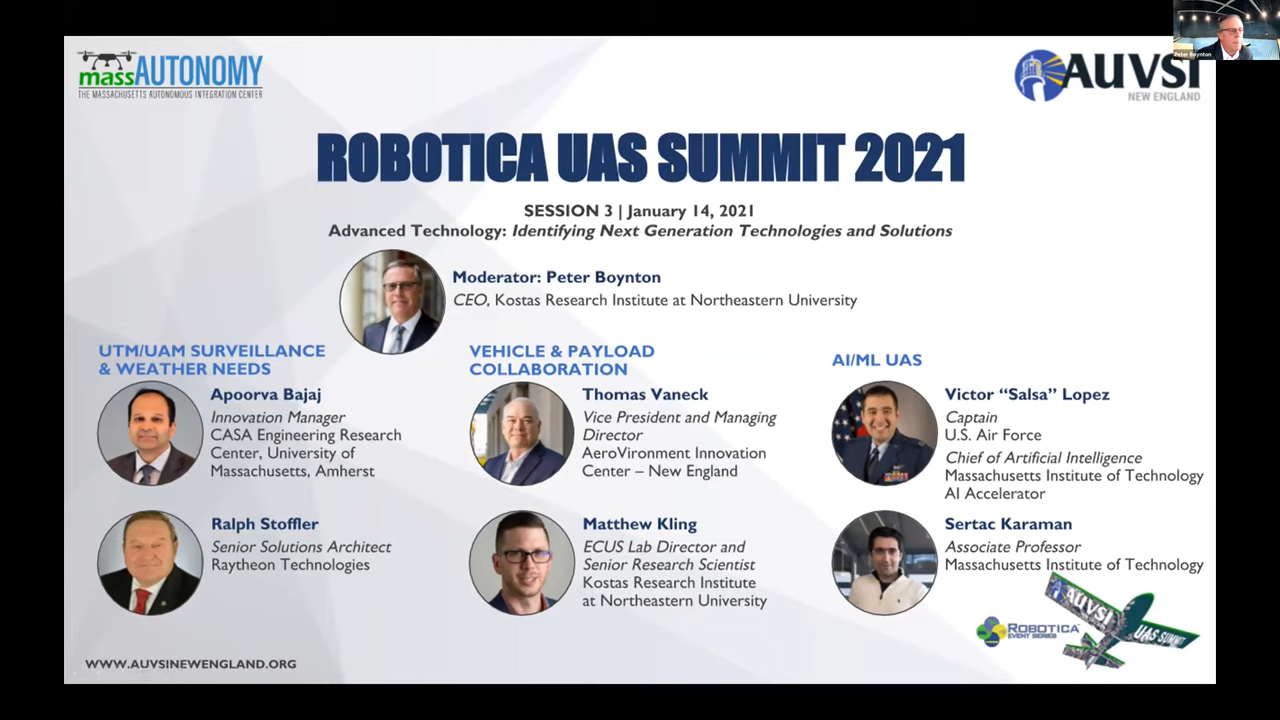 massAUTONOMY
THE MASSACHUSETTS AUTONOMOUS INTEGRATION CENTER
Peter Boynton
AUVSI
NEW ENGLAND
ROBOTICA UAS SUMMIT 2021
SESSION 3 | January 14, 2021
Advanced Technology: Identifying Next Generation Technologies and Solutions
Moderator: Peter Boynton
CEO, Kostas Research Institute at Northeastern University
UTM/UAM SURVEILLANCE
& WEATHER NEEDS
Apoorva Bajaj
Innovation Manager
CASA Engineering Research
Center, University of
Massachusetts, Amherst
Ralph Stoffler
Senior Solutions Architect
Raytheon Technologies
VEHICLE & PAYLOAD
COLLABORATION
Thomas Vaneck
Vice President and Managing
Director
AeroVironment Innovation
Center – New England
Matthew Kling
ECUS Lab Director and
Senior Research Scientist
Kostas Research Institute
at Northeastern University
AI/ML UAS
Victor “Salsa” Lopez
Captain
U.S. Air Force
Chief of Artificial Intelligence
Massachusetts Institute of Technology
AI Accelerator
Sertac Karaman
Associate Professor
Massachusetts Institute of Technology
ROBOTICA
EVENT SERIES
AUVSI
UAS SUMMIT
WWW.AUVSINEWENGLAND.ORG